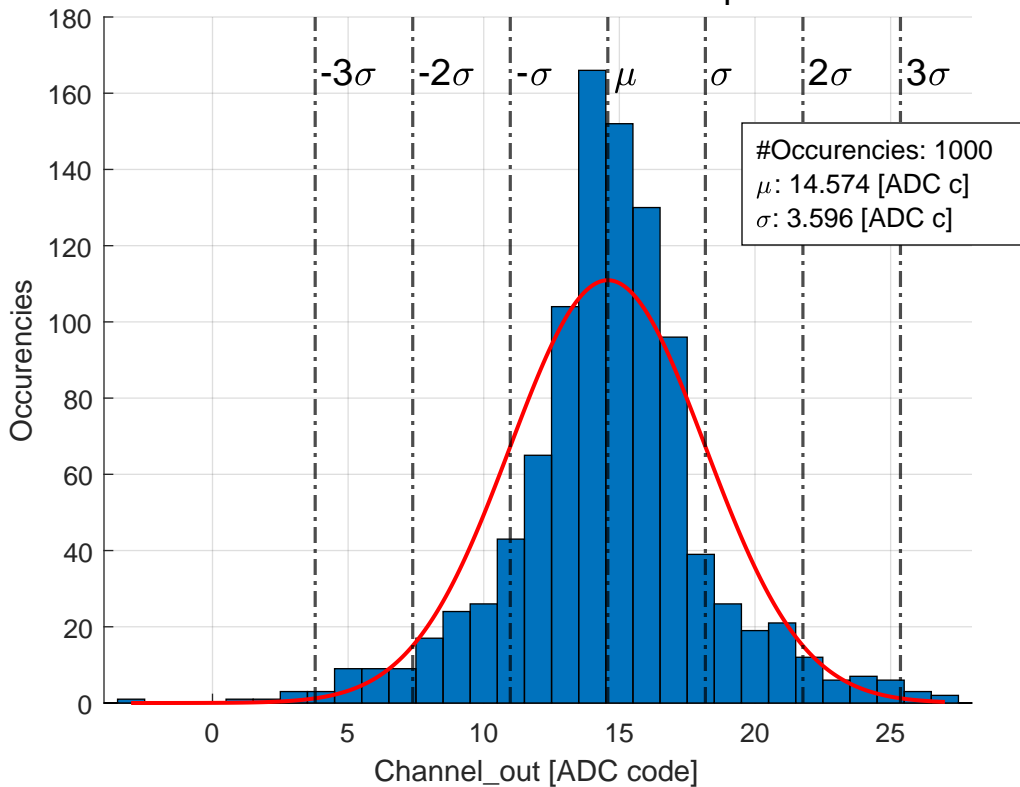 180
160
140
120
100
80
60
40
20
0
Occurencies
-3σ
-2σ
-σ
μ
σ
2σ
3σ
#Occurencies: 1000
μ: 14.574 [ADC c]
σ: 3.596 [ADC c]
0
5
10
15
20
25
Channel_out [ADC code]